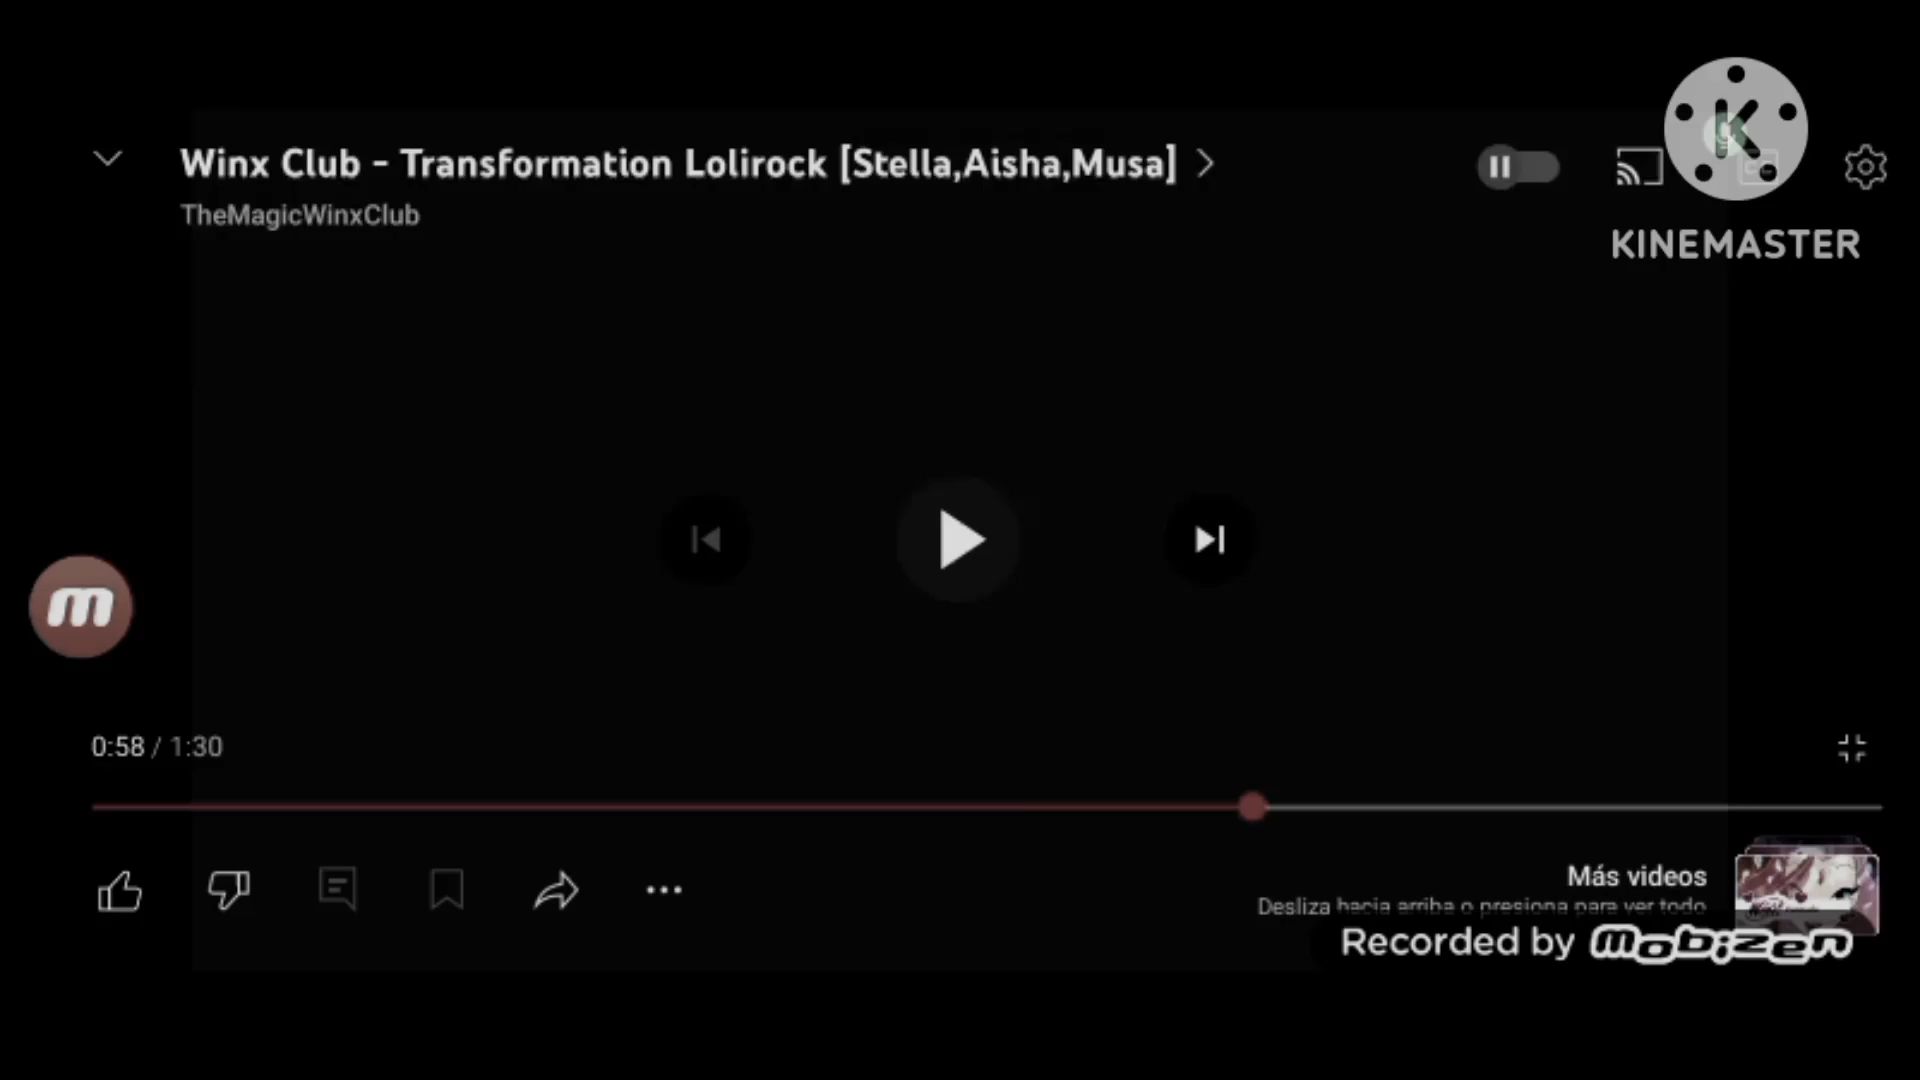 Winx Club - Transformation Lolirock [Stella,Aisha,Musa]
TheMagicWinxClub
K
KINEMASTER
m
0:58 / 1:30
Más videos
Desliza hacia arriba o presiona para ver todo
Recorded by mobizen